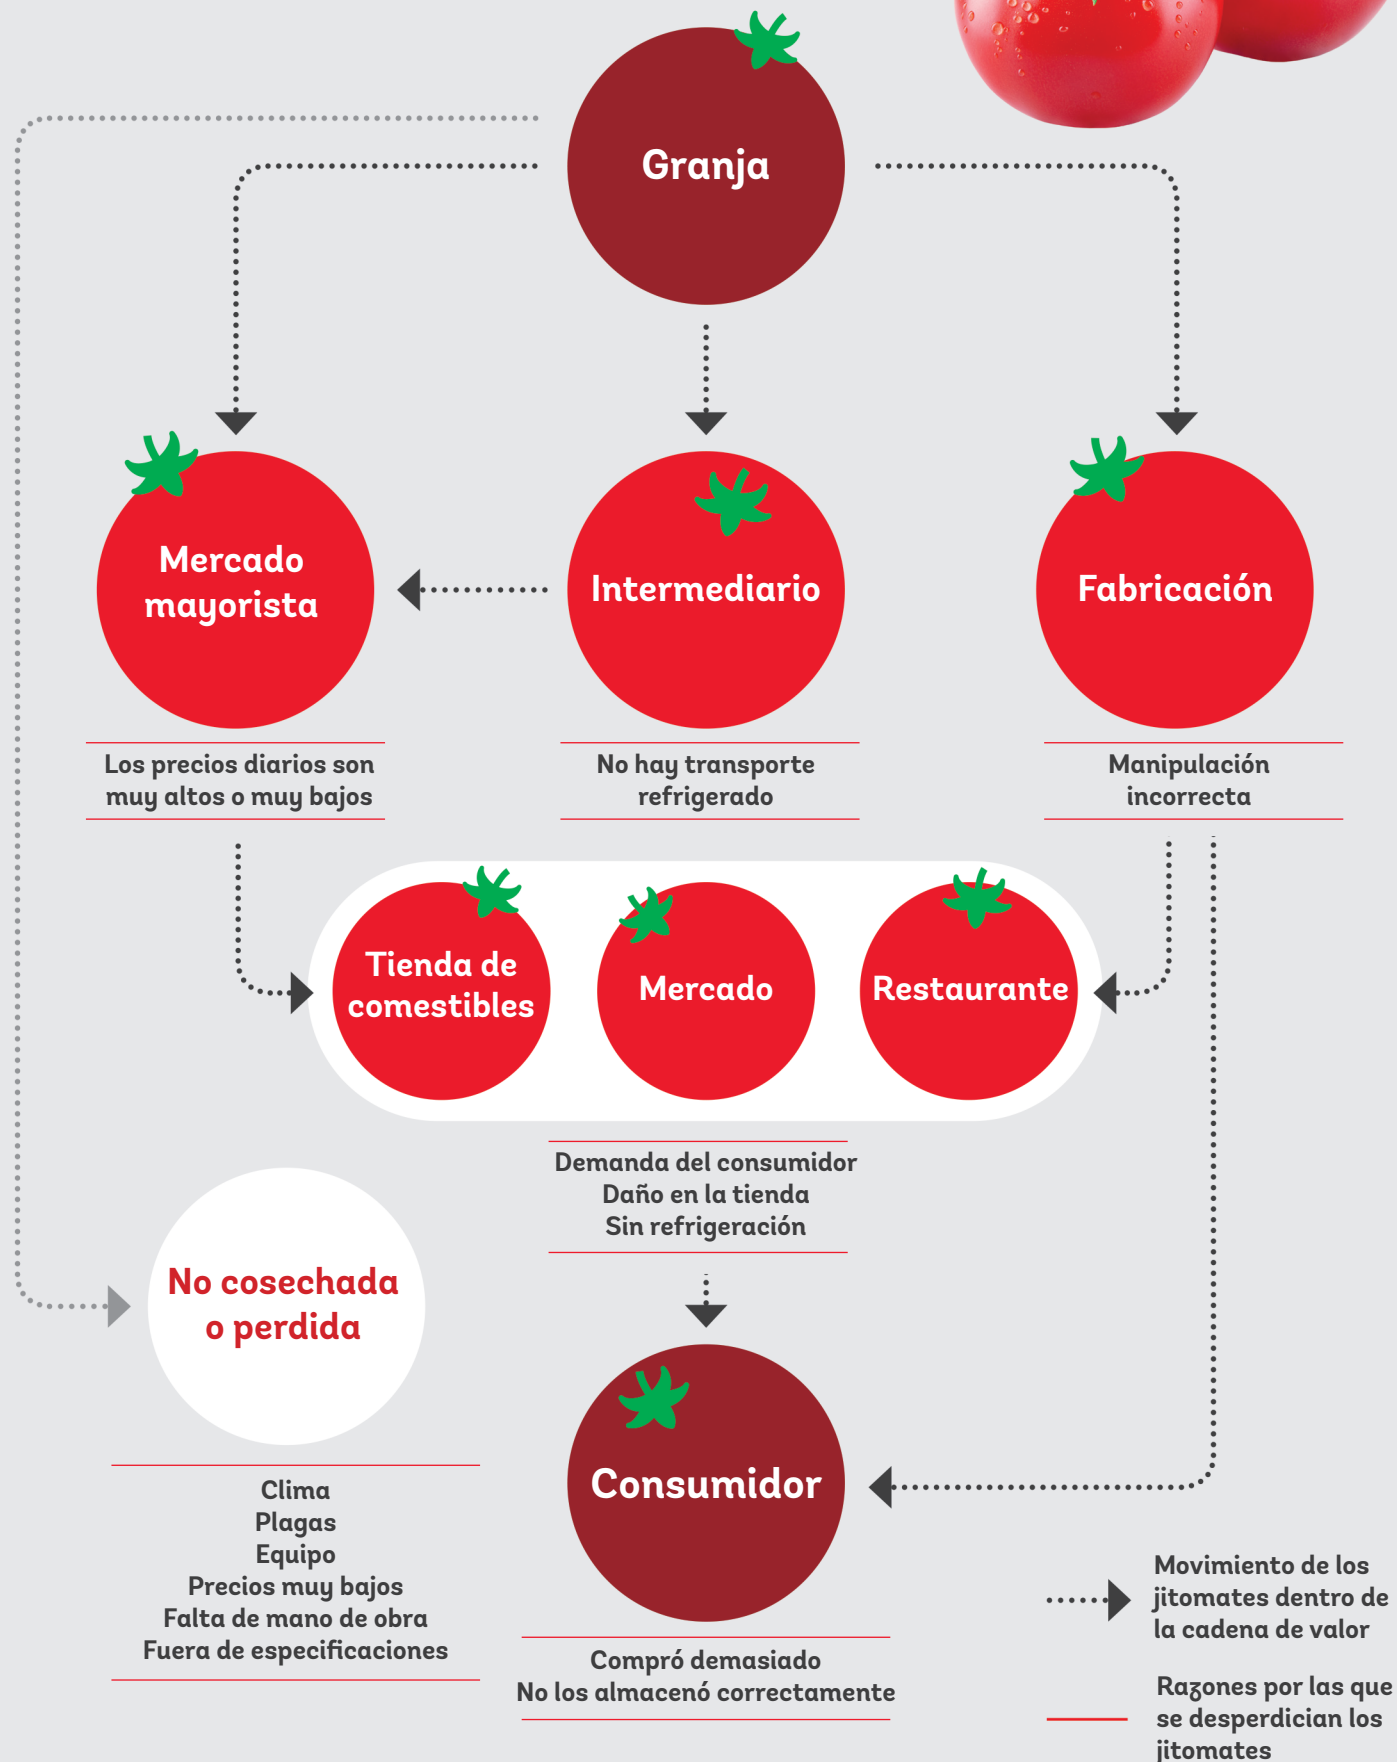 Granja
Mercado
mayorista
Intermediario
Fabricación
Los precios diarios son
muy altos o muy bajos
No hay transporte
refrigerado
Manipulación
incorrecta
Tienda de
comestibles
Mercado
Restaurante
Demanda del consumidor
Daño en la tienda
Sin refrigeración
No cosechada
o perdida
Clima
Plagas
Equipo
Precios muy bajos
Falta de mano de obra
Fuera de especificaciones
Consumidor
Compró demasiado
No los almacenó correctamente
Movimiento de los
jitomates dentro de
la cadena de valor
Razones por las que
se desperdician los
jitomates